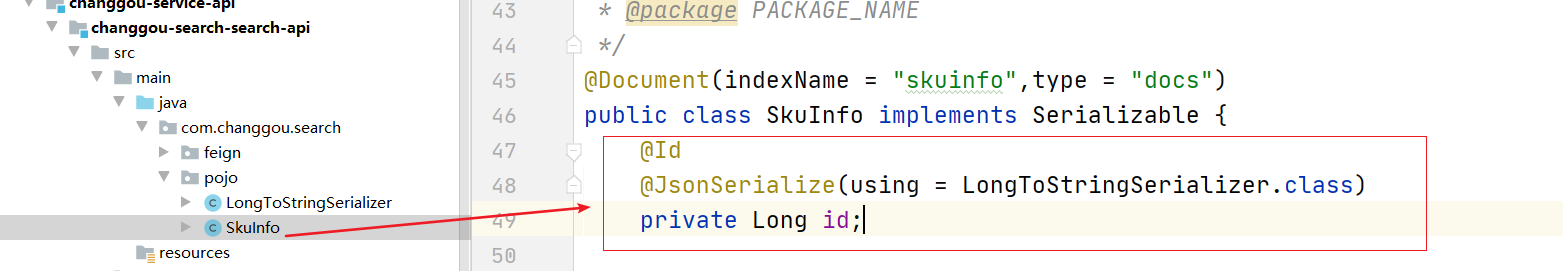 changgou-service-api
changgou-search-search-api
src
main
java
com.changgou.search
feign
pojo
LongToStringSerializer
SkuInfo
resources
43 * @package PACKAGE_NAME
44 */
45 @Document(indexName = "skuinfo",type = "docs")
46 public class SkuInfo implements Serializable {
47 @Id
48 @JsonSerialize(using = LongToStringSerializer.class)
49 private Long id;
50